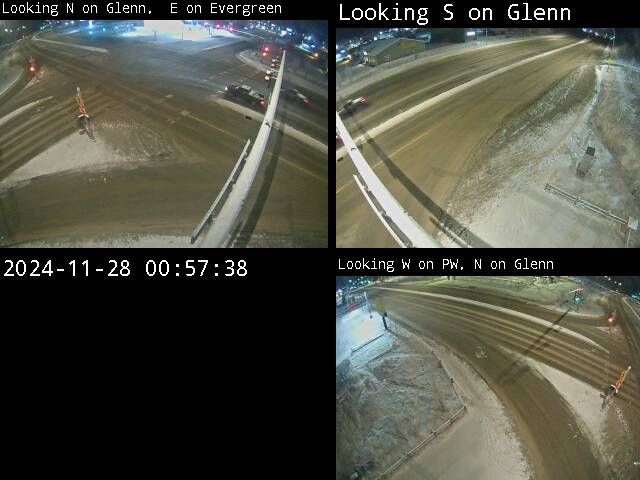 Looking N on Glenn, E on Evergreen
Looking S on Glenn
2024-11-28 00:57:38
Looking W on PW, N on Glenn